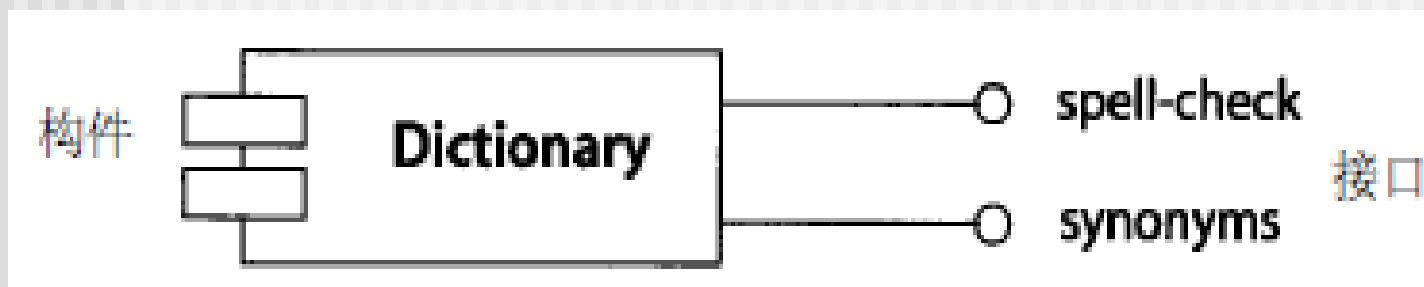 构件
Dictionary
spell-check
synonyms
接口